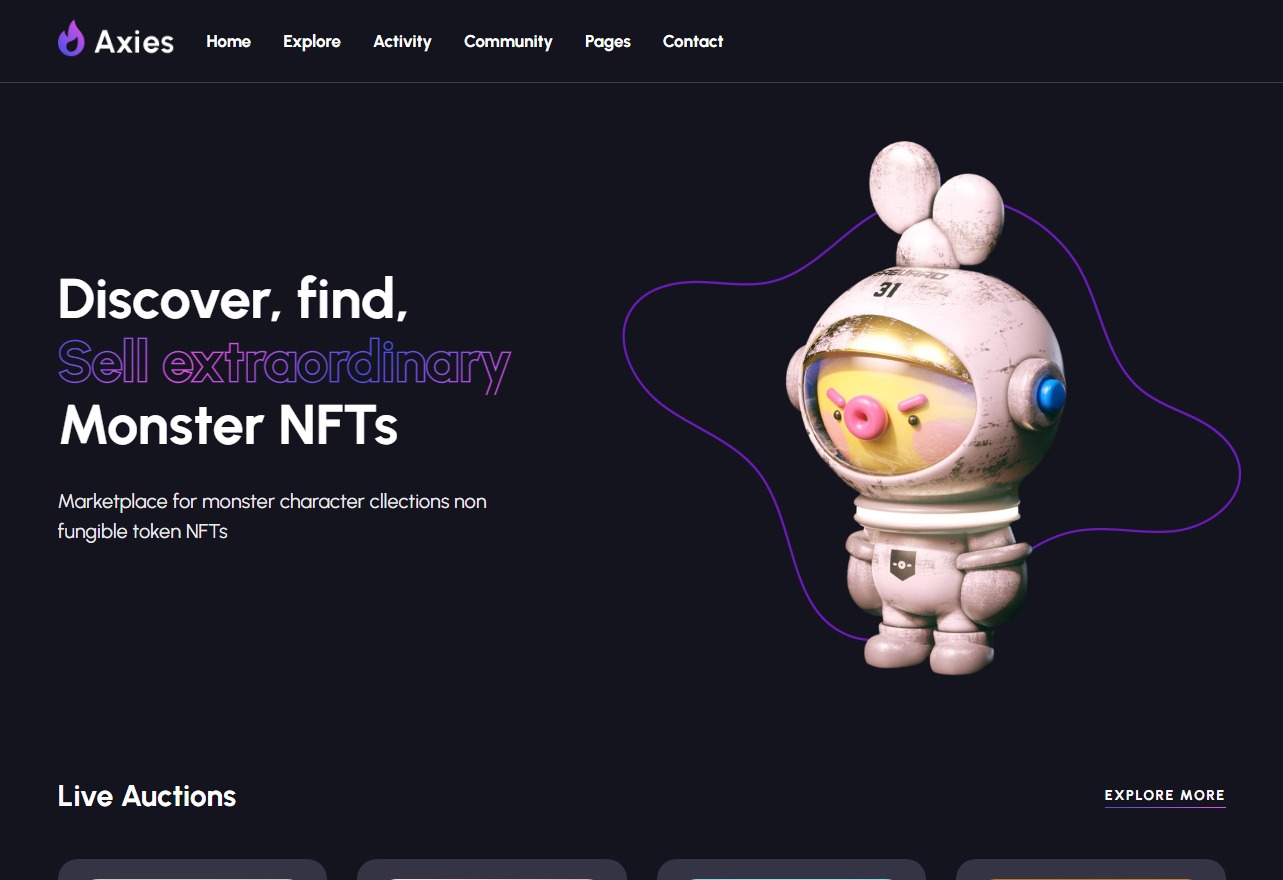 Axies
Home
Explore
Activity
Community
Pages
Contact
Discover, find,
Sell extraordinary
Monster NFTs
Marketplace for monster character cllections non
fungible token NFTs
31
Live Auctions
EXPLORE MORE